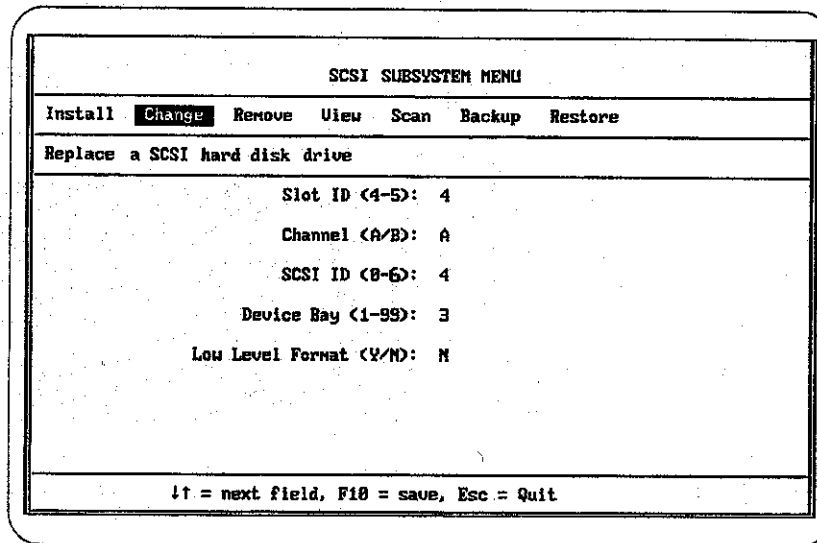 SCSI SUBSYSTEM MENU
Install Change Remove View Scan Backup Restore
Replace a SCSI hard disk drive
Slot ID (4-5): 4
Channel (A/B): A
SCSI ID (0-6): 4
Device Bay (1-99): 3
Low Level Format (Y/N): N
↓↑ = next field, F10 = save, Esc = Quit